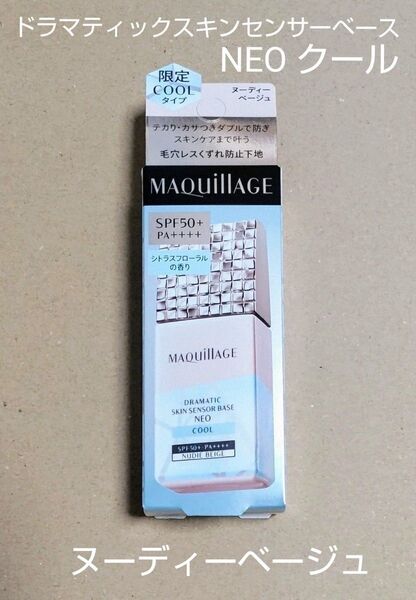 ドラマティックスキンセンサーベース
NEO クール
限定
COOL
タイプ
ヌーディー
ベージュ
テカリ・カサつきダブルで防ぎ
スキンケアまで叶う
毛穴レスくずれ防止下地
MAQuillAGE
SPF50+
PA++++
シトラスフローラル
の香り
MAQuillAGE
DRAMATIC
SKIN SENSOR BASE
NEO
COOL
SPF50+ PA++++
NUDIE BEIGE
ヌーディーベージュ